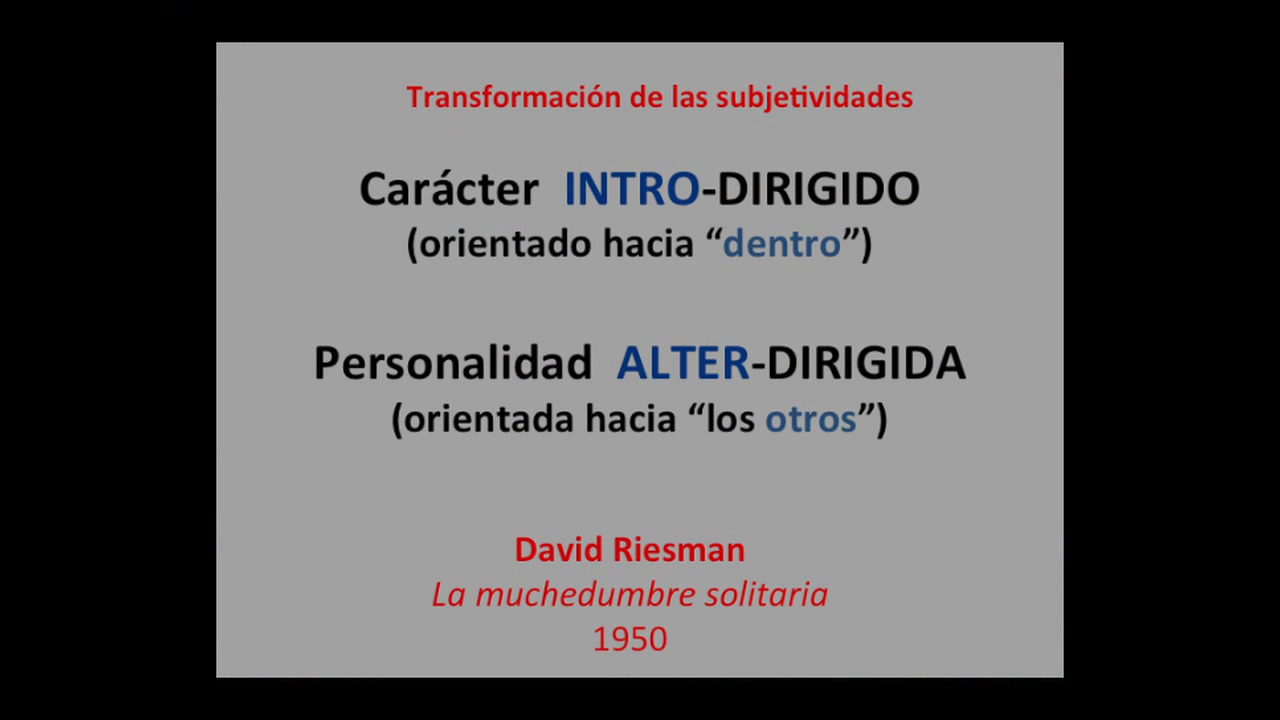 Transformación de las subjetividades
Carácter INTRO-DIRIGIDO
(orientado hacia “dentro”)
Personalidad ALTER-DIRIGIDA
(orientada hacia “los otros”)
David Riesman
La muchedumbre solitaria
1950